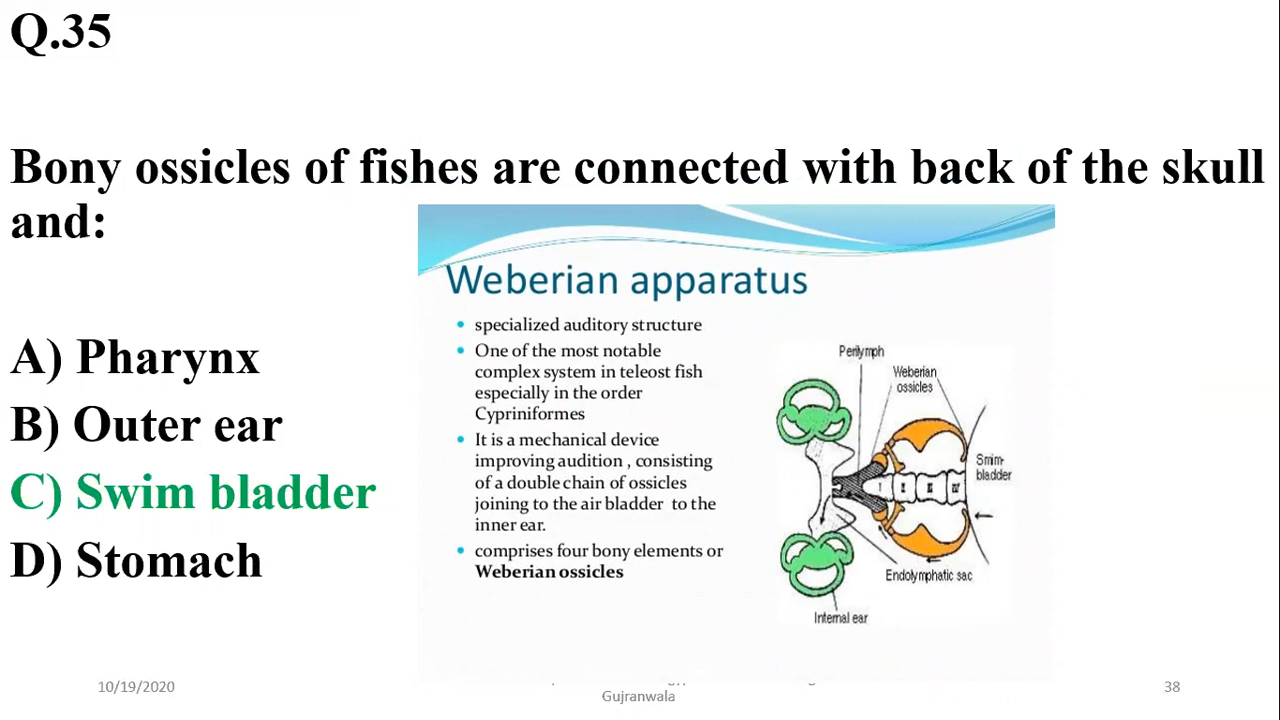 Q.35
Bony ossicles of fishes are connected with back of the skull
and:
A) Pharynx
B) Outer ear
C) Swim bladder
D) Stomach
Weberian apparatus
• specialized auditory structure
• One of the most notable
complex system in teleost fish
especially in the order
Cypriniformes
• It is a mechanical device
improving audition , consisting
of a double chain of ossicles
joining to the air bladder to the
inner ear.
• comprises four bony elements or
Weberian ossicles
Perilymph
Weberian
ossicles
Swim-
bladder
I II III IV
Endolymphatic sac
Internal ear
10/19/2020
Gujranwala
38